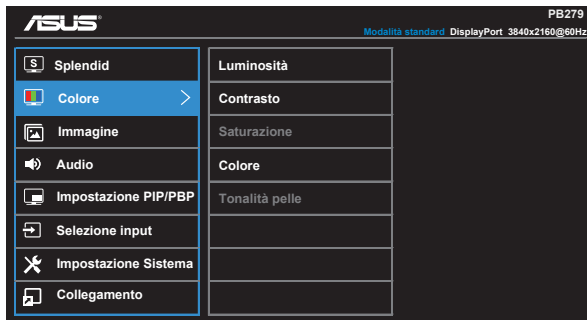 ASUS
PB279
Modalità standard DisplayPort 3840x2160@60Hz
S Splendid
Colore
Immagine
Audio
Impostazione PIP/PBP
Selezione input
Impostazione Sistema
Collegamento
Luminosità
Contrasto
Saturazione
Colore
Tonalità pelle